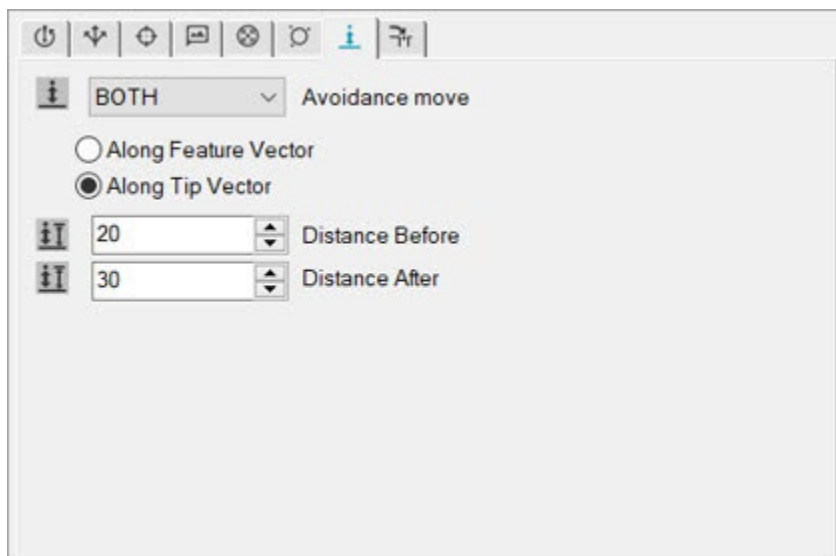 BOTH Avoidance move
Along Feature Vector
Along Tip Vector
20 Distance Before
30 Distance After